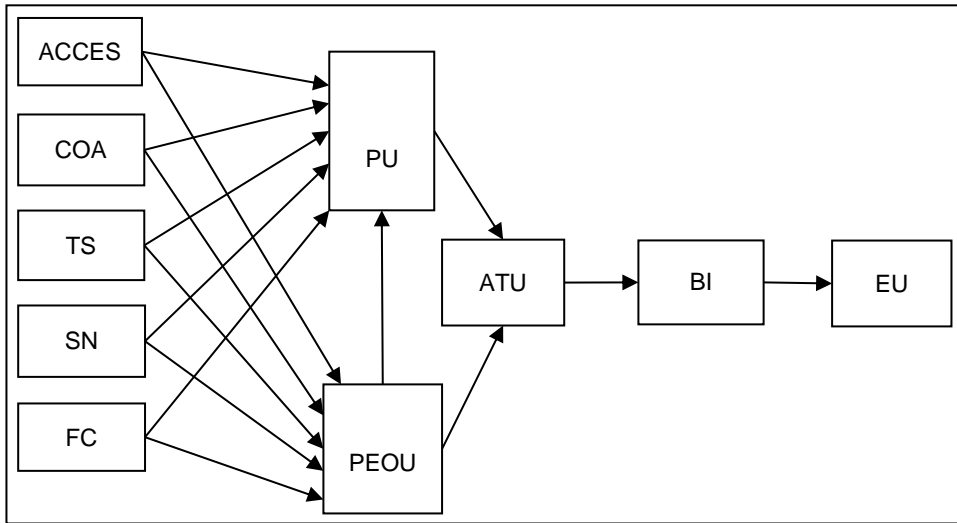 ACCES
COA
TS
SN
FC
PU
PEOU
ATU
BI
EU